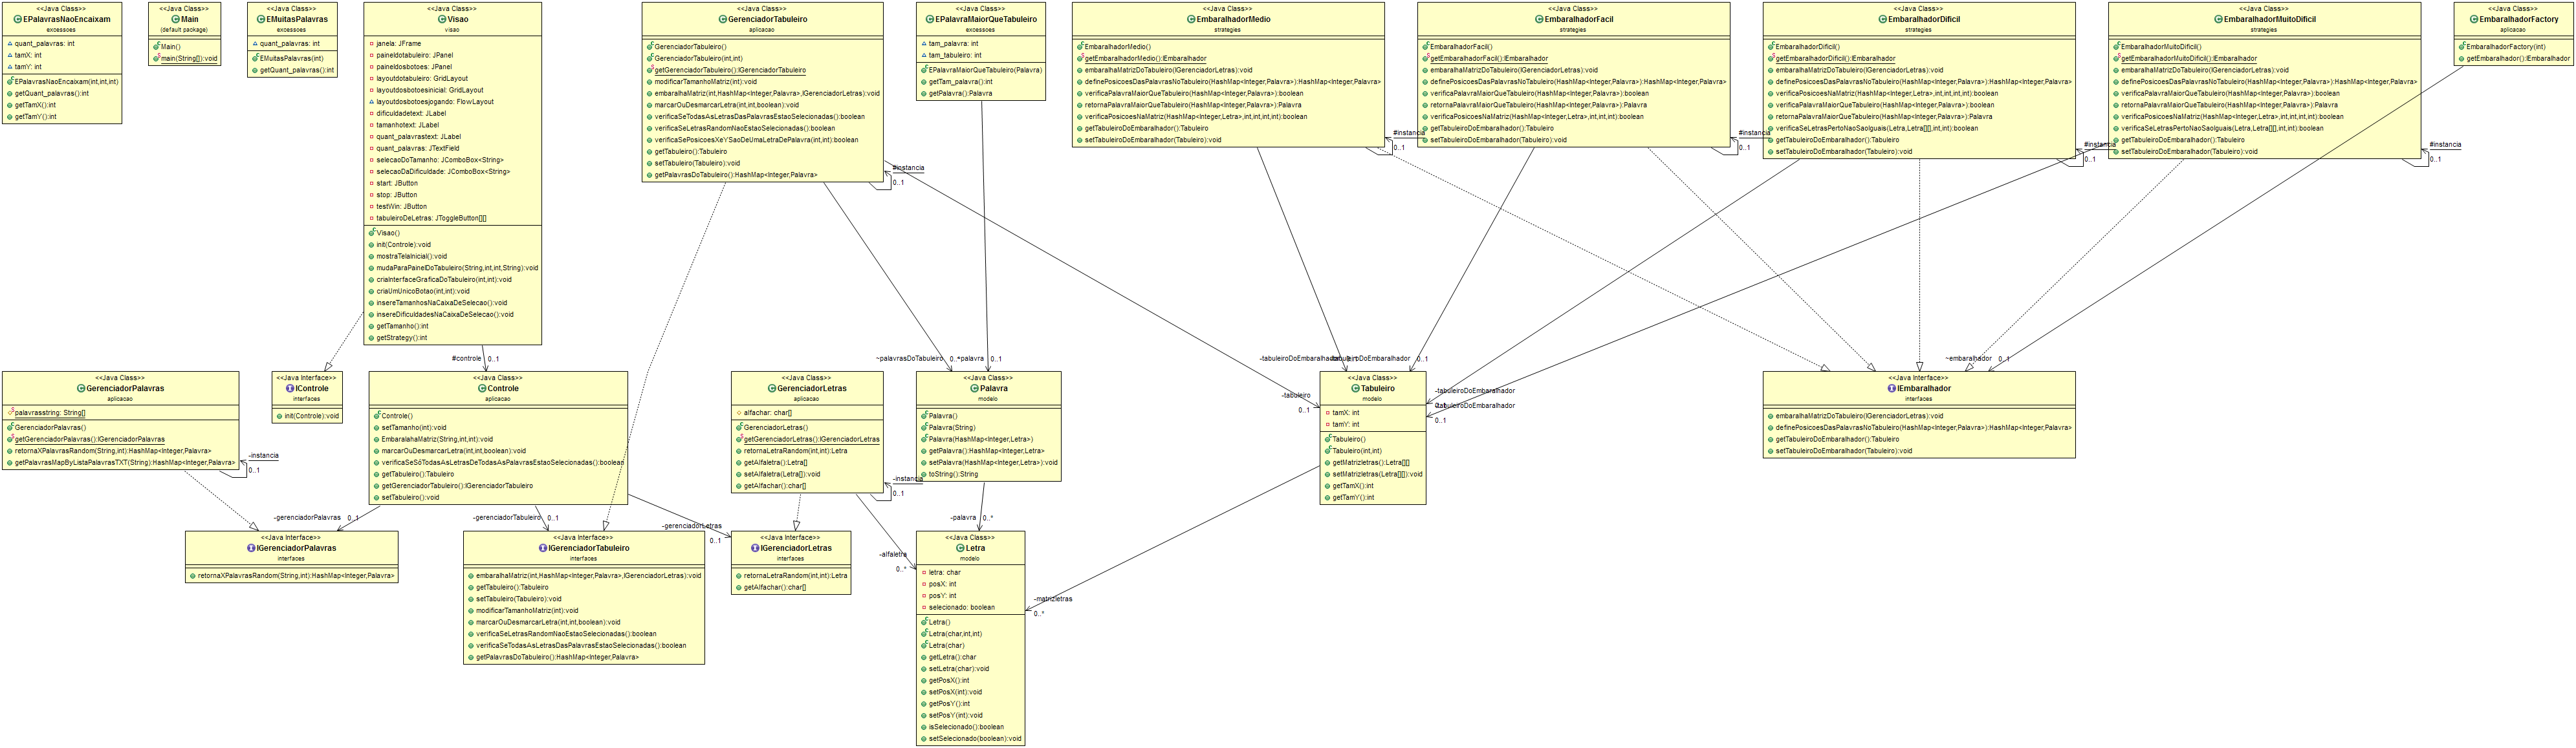 <<Java Class>>
EPalavrasNaoEncaixam
excessoes
quant_palavras: int
tamX: int
tamY: int
EPalavrasNaoEncaixam(int,int,int)
getQuant_palavras():int
getTamX():int
getTamY():int
<<Java Class>>
Main
(default package)
Main()
main(String[]):void
<<Java Class>>
EMuitasPalavras
excessoes
quant_palavras: int
EMuitasPalavras(int)
getQuant_palavras():int
<<Java Class>>
Visao
visao
janela: JFrame
paineldotabuleiro: JPanel
paineldosbotoes: JPanel
layoutdotabuleiro: GridLayout
layoutdosbotoesinicial: GridLayout
layoutdosbotoesjogando: FlowLayout
dificuldadetext: JLabel
tamanhotext: JLabel
quant_palavrastext: JLabel
quant_palavras: JTextField
selecaoDoTamanho: JComboBox<String>
selecaoDaDificuldade: JComboBox<String>
start: JButton
stop: JButton
testWin: JButton
tabuleiroDeLetras: JToggleButton[][]
Visao()
init(Controle):void
mostraTelaInicial():void
mudaParaPainelDoTabuleiro(String,int,int,String):void
criaInterfaceGraficaDoTabuleiro(int,int):void
criaUmUnicoBotao(int,int):void
insereTamanhosNaCaixaDeSelecao():void
insereDificuldadesNaCaixaDeSelecao():void
getTamanho():int
getStrategy():int
<<Java Class>>
GerenciadorTabuleiro
aplicacao
GerenciadorTabuleiro()
GerenciadorTabuleiro(int,int)
getGerenciadorTabuleiro():IGerenciadorTabuleiro
modificarTamanhoMatriz(int):void
embaralhaMatriz(int,HashMap<Integer,Palavra>,IGerenciadorLetras):void
marcarOuDesmarcarLetra(int,int,boolean):void
verificaSeTodasAsLetrasDasPalavrasEstaoSelecionadas():boolean
verificaSeLetrasRandomNaoEstaoSelecionadas():boolean
verificaSePosicoesXeYSaoDeUmaLetraDePalavra(int,int):boolean
getTabuleiro():Tabuleiro
setTabuleiro(Tabuleiro):void
getPalavrasDoTabuleiro():HashMap<Integer,Palavra>
#instancia
0..1
<<Java Class>>
EPalavraMaiorQueTabuleiro
excessoes
tam_palavra: int
tam_tabuleiro: int
EPalavraMaiorQueTabuleiro(Palavra)
getTam_palavra():int
getPalavra():Palavra
<<Java Class>>
EmbaralhadorMedio
strategies
EmbaralhadorMedio()
getEmbaralhadorMedio():Embaralhador
embaralhaMatrizDoTabuleiro(IGerenciadorLetras):void
definePosicoesDasPalavrasNoTabuleiro(HashMap<Integer,Palavra>):HashMap<Integer,Palavra>
verificaPalavraMaiorQueTabuleiro(HashMap<Integer,Palavra>):boolean
retornaPalavraMaiorQueTabuleiro(HashMap<Integer,Palavra>):Palavra
verificaPosicoesNaMatriz(HashMap<Integer,Letra>,int,int,int,int):boolean
getTabuleiroDoEmbaralhador():Tabuleiro
setTabuleiroDoEmbaralhador(Tabuleiro):void
#instancia
0..1
<<Java Class>>
EmbaralhadorFacil
strategies
EmbaralhadorFacil()
getEmbaralhadorFacil():Embaralhador
embaralhaMatrizDoTabuleiro(IGerenciadorLetras):void
definePosicoesDasPalavrasNoTabuleiro(HashMap<Integer,Palavra>):HashMap<Integer,Palavra>
verificaPalavraMaiorQueTabuleiro(HashMap<Integer,Palavra>):boolean
retornaPalavraMaiorQueTabuleiro(HashMap<Integer,Palavra>):Palavra
verificaPosicoesNaMatriz(HashMap<Integer,Letra>,int,int,int):boolean
getTabuleiroDoEmbaralhador():Tabuleiro
setTabuleiroDoEmbaralhador(Tabuleiro):void
#instancia
0..1
<<Java Class>>
EmbaralhadorDificil
strategies
EmbaralhadorDificil()
getEmbaralhadorDificil():Embaralhador
embaralhaMatrizDoTabuleiro(IGerenciadorLetras):void
definePosicoesDasPalavrasNoTabuleiro(HashMap<Integer,Palavra>):HashMap<Integer,Palavra>
verificaPosicoesNaMatriz(HashMap<Integer,Letra>,int,int,int,int):boolean
verificaPalavraMaiorQueTabuleiro(HashMap<Integer,Palavra>):boolean
retornaPalavraMaiorQueTabuleiro(HashMap<Integer,Palavra>):Palavra
verificaSeLetrasPertoNaoSaoIguais(Letra,Letra[][],int,int):boolean
getTabuleiroDoEmbaralhador():Tabuleiro
setTabuleiroDoEmbaralhador(Tabuleiro):void
#instancia
0..1
<<Java Class>>
EmbaralhadorMuitoDificil
strategies
EmbaralhadorMuitoDificil()
getEmbaralhadorMuitoDificil():IEmbaralhador
embaralhaMatrizDoTabuleiro(IGerenciadorLetras):void
definePosicoesDasPalavrasNoTabuleiro(HashMap<Integer,Palavra>):HashMap<Integer,Palavra>
verificaPalavraMaiorQueTabuleiro(HashMap<Integer,Palavra>):boolean
retornaPalavraMaiorQueTabuleiro(HashMap<Integer,Palavra>):Palavra
verificaPosicoesNaMatriz(HashMap<Integer,Letra>,int,int,int,int):boolean
verificaSeLetrasPertoNaoSaoIguais(Letra,Letra[][],int,int):boolean
getTabuleiroDoEmbaralhador():Tabuleiro
setTabuleiroDoEmbaralhador(Tabuleiro):void
#instancia
0..1
<<Java Class>>
EmbaralhadorFactory
aplicacao
EmbaralhadorFactory(int)
getEmbaralhador():IEmbaralhador
#controle 0..1
~palavrasDoTabuleiro 0..*
-palavra 0..1
-tabuleiro
0..1
-tabuleiroDoEmbaralhador
0..1
-tabuleiroDoEmbaralhador
-tabuleiroDoEmbaralhador
0..1
~embaralhador 0..1
<<Java Class>>
GerenciadorPalavras
aplicacao
palavrasstring: String[]
GerenciadorPalavras()
getGerenciadorPalavras():IGerenciadorPalavras
retornaXPalavrasRandom(String,int):HashMap<Integer,Palavra>
getPalavrasMapByListaPalavrasTXT(String):HashMap<Integer,Palavra>
-instancia
0..1
<<Java Interface>>
IControle
interfaces
init(Controle):void
<<Java Class>>
Controle
aplicacao
Controle()
setTamanho(int):void
EmbaralahaMatriz(String,int,int):void
marcarOuDesmarcarLetra(int,int,boolean):void
verificaSeSóTodasAsLetrasDeTodasAsPalavrasEstaoSelecionadas():boolean
getTabuleiro():Tabuleiro
getGerenciadorTabuleiro():IGerenciadorTabuleiro
setTabuleiro():void
<<Java Class>>
GerenciadorLetras
aplicacao
alfachar: char[]
GerenciadorLetras()
getGerenciadorLetras():IGerenciadorLetras
retornaLetraRandom(int,int):Letra
getAlfaletra():Letra[]
setAlfaletra(Letra[]):void
getAlfachar():char[]
-instancia
0..1
<<Java Class>>
Palavra
modelo
Palavra()
Palavra(String)
Palavra(HashMap<Integer,Letra>)
getPalavra():HashMap<Integer,Letra>
setPalavra(HashMap<Integer,Letra>):void
toString():String
<<Java Class>>
Tabuleiro
modelo
tamX: int
tamY: int
Tabuleiro()
Tabuleiro(int,int)
getMatrizletras():Letra[][]
setMatrizletras(Letra[][]):void
getTamX():int
getTamY():int
<<Java Interface>>
IEmbaralhador
interfaces
embaralhaMatrizDoTabuleiro(IGerenciadorLetras):void
definePosicoesDasPalavrasNoTabuleiro(HashMap<Integer,Palavra>):HashMap<Integer,Palavra>
getTabuleiroDoEmbaralhador():Tabuleiro
setTabuleiroDoEmbaralhador(Tabuleiro):void
-gerenciadorPalavras 0..1
-gerenciadorTabuleiro 0..1
-gerenciadorLetras
0..1
-palavra 0..*
-alfaletra
0..*
-matrizletras
0..*
<<Java Interface>>
IGerenciadorPalavras
interfaces
retornaXPalavrasRandom(String,int):HashMap<Integer,Palavra>
<<Java Interface>>
IGerenciadorTabuleiro
interfaces
embaralhaMatriz(int,HashMap<Integer,Palavra>,IGerenciadorLetras):void
getTabuleiro():Tabuleiro
setTabuleiro(Tabuleiro):void
modificarTamanhoMatriz(int):void
marcarOuDesmarcarLetra(int,int,boolean):void
verificaSeLetrasRandomNaoEstaoSelecionadas():boolean
verificaSeTodasAsLetrasDasPalavrasEstaoSelecionadas():boolean
getPalavrasDoTabuleiro():HashMap<Integer,Palavra>
<<Java Interface>>
IGerenciadorLetras
interfaces
retornaLetraRandom(int,int):Letra
getAlfachar():char[]
<<Java Class>>
Letra
modelo
letra: char
posX: int
posY: int
selecionado: boolean
Letra()
Letra(char,int,int)
Letra(char)
getLetra():char
setLetra(char):void
getPosX():int
setPosX(int):void
getPosY():int
setPosY(int):void
isSelecionado():boolean
setSelecionado(boolean):void